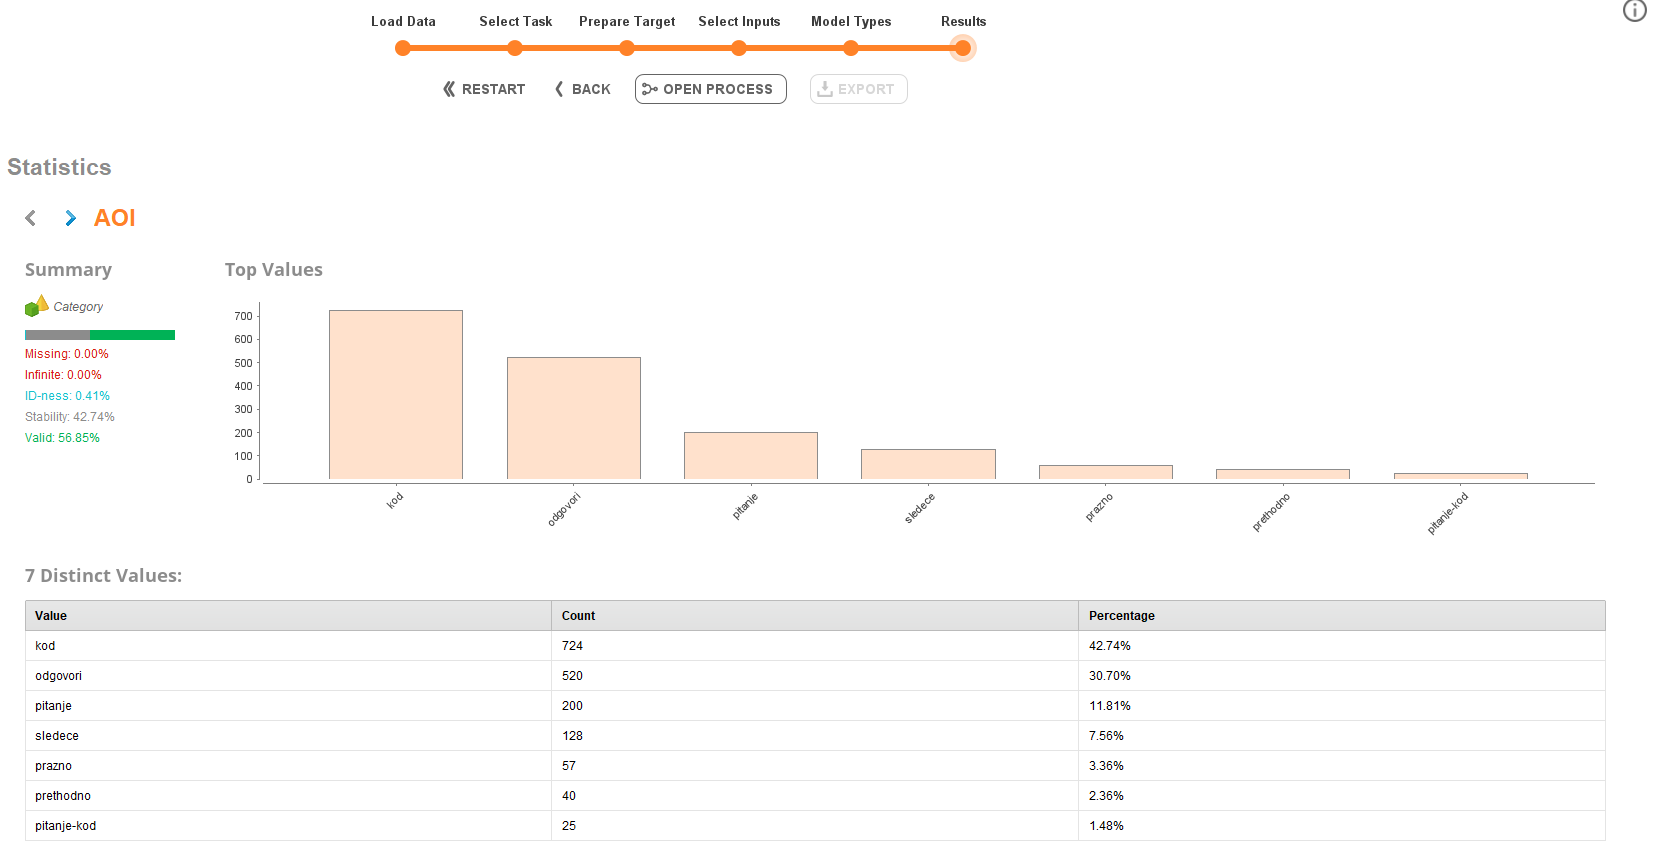 Load Data Select Task Prepare Target Select Inputs Model Types Results
RESTART BACK OPEN PROCESS EXPORT
Statistics
AOI
Summary
Category
Missing: 0.00%
Infinite: 0.00%
ID-ness: 0.41%
Stability: 42.74%
Valid: 56.85%
Top Values
700
600
500
400
300
200
100
0
kod odgovori pitanje sledece prazno prethodno pitanje-kod
7 Distinct Values:
Value Count Percentage
kod 724 42.74%
odgovori 520 30.70%
pitanje 200 11.81%
sledece 128 7.56%
prazno 57 3.36%
prethodno 40 2.36%
pitanje-kod 25 1.48%